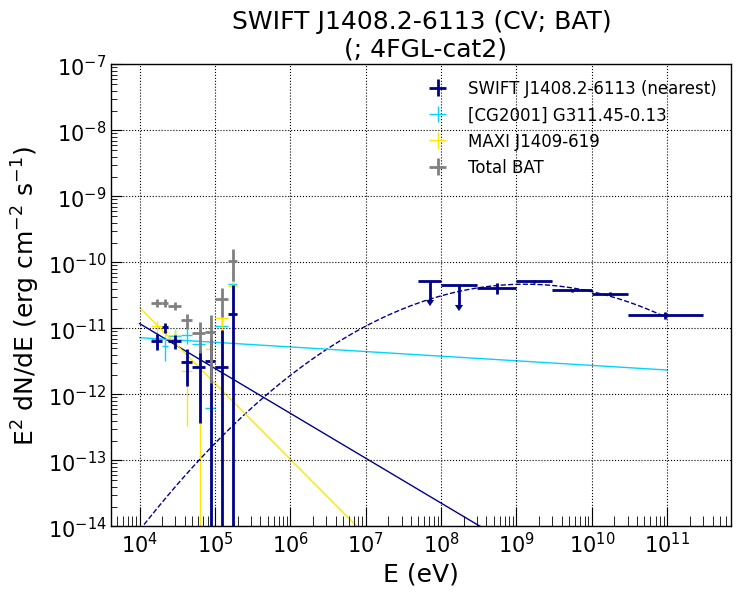 SWIFT J1408.2-6113 (CV; BAT)
(; 4FGL-cat2)
SWIFT J1408.2-6113 (nearest)
[CG2001] G311.45-0.13
MAXI J1409-619
Total BAT
E² dN/dE (erg cm⁻² s⁻¹)
10⁻⁷
10⁻⁸
10⁻⁹
10⁻¹⁰
10⁻¹¹
10⁻¹²
10⁻¹³
10⁻¹⁴
10⁴ 10⁵ 10⁶ 10⁷ 10⁸ 10⁹ 10¹⁰ 10¹¹
E (eV)